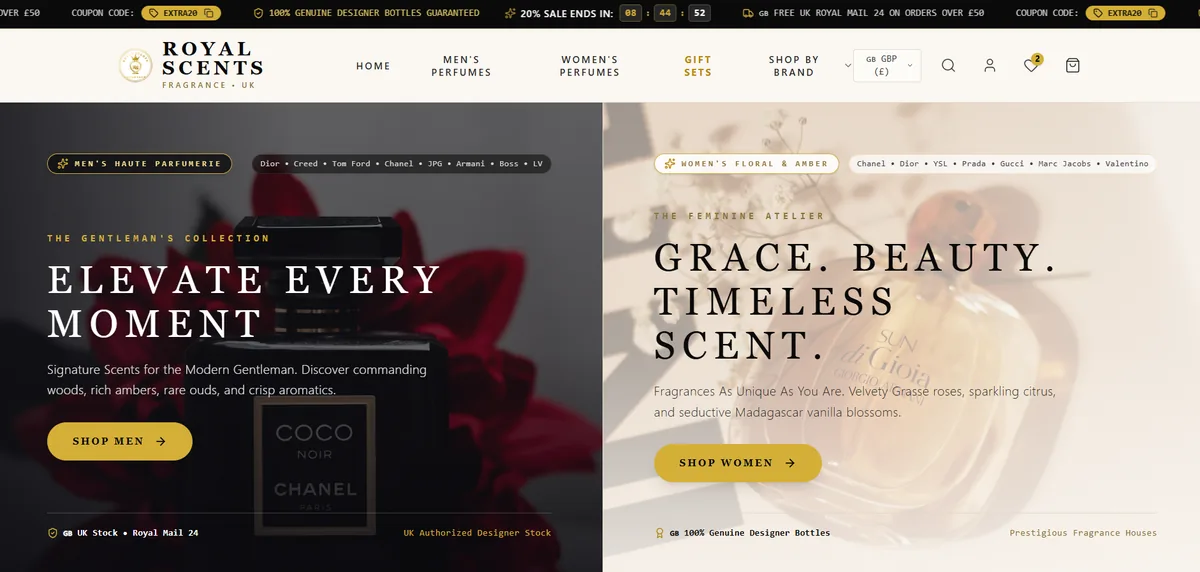 OVER £50
COUPON CODE: EXTRA20
100% GENUINE DESIGNER BOTTLES GUARANTEED
20% SALE ENDS IN: 08 : 44 : 52
GB FREE UK ROYAL MAIL 24 ON ORDERS OVER £50
COUPON CODE: EXTRA20
ROYAL
SCENTS
FRAGRANCE • UK
HOME
MEN'S
PERFUMES
WOMEN'S
PERFUMES
GIFT
SETS
SHOP BY
BRAND
GB GBP
(£)
2
MEN'S HAUTE PARFUMERIE
Dior • Creed • Tom Ford • Chanel • JPG • Armani • Boss • LV
THE GENTLEMAN'S COLLECTION
ELEVATE EVERY
MOMENT
Signature Scents for the Modern Gentleman. Discover commanding
woods, rich ambers, rare ouds, and crisp aromatics.
SHOP MEN
COCO
NOIR
CHANEL
PARIS
GB UK Stock • Royal Mail 24
UK Authorized Designer Stock
WOMEN'S FLORAL & AMBER
Chanel • Dior • YSL • Prada • Gucci • Marc Jacobs • Valentino
THE FEMININE ATELIER
GRACE. BEAUTY.
TIMELESS
SCENT.
SUN
di Gioia
Fragrances As Unique As You Are. Velvety Grasse roses, sparkling citrus,
and seductive Madagascar vanilla blossoms.
SHOP WOMEN
GB 100% Genuine Designer Bottles
Prestigious Fragrance Houses